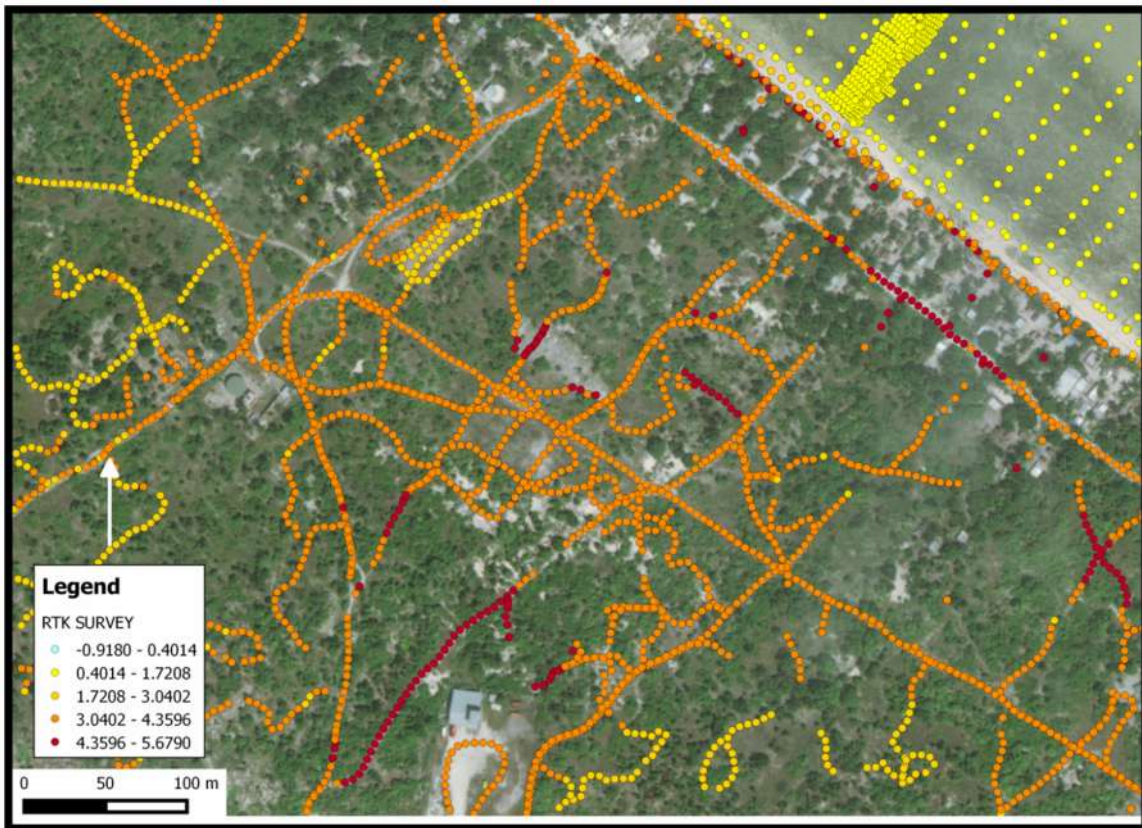 Legend
RTK SURVEY
-0.9180 - 0.4014
0.4014 - 1.7208
1.7208 - 3.0402
3.0402 - 4.3596
4.3596 - 5.6790
0 50 100 m